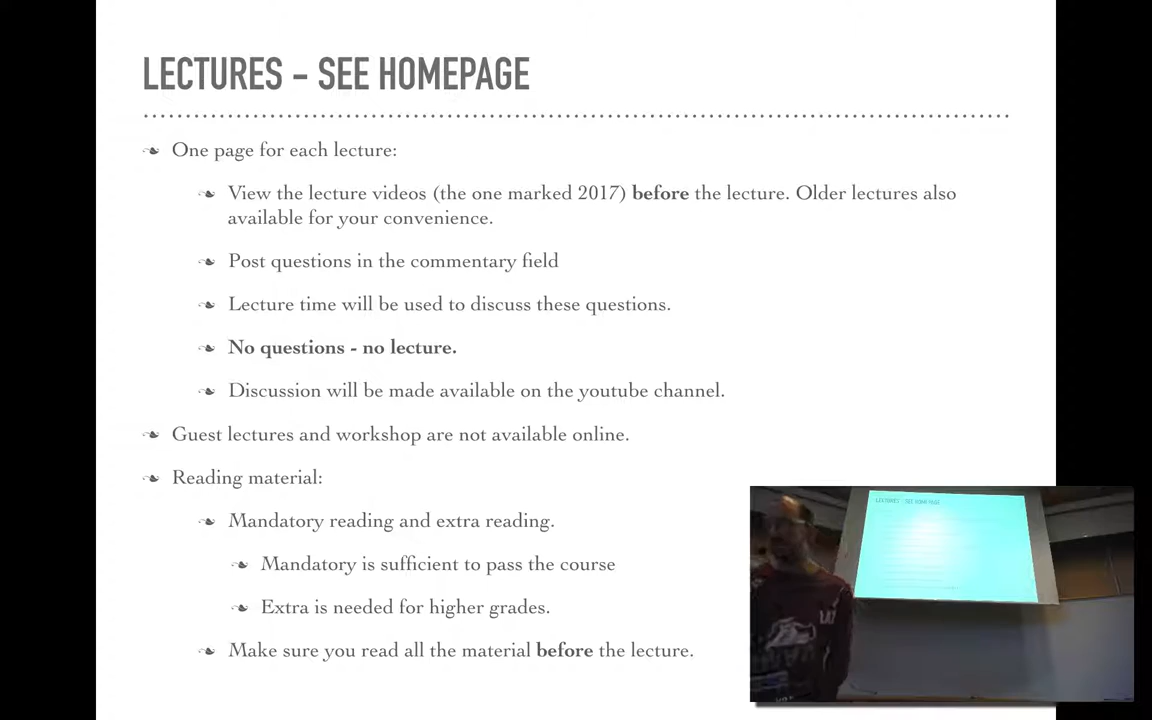 LECTURES - SEE HOMEPAGE
One page for each lecture:
View the lecture videos (the one marked 2017) before the lecture. Older lectures also
available for your convenience.
Post questions in the commentary field
Lecture time will be used to discuss these questions.
No questions - no lecture.
Discussion will be made available on the youtube channel.
Guest lectures and workshop are not available online.
Reading material:
Mandatory reading and extra reading.
Mandatory is sufficient to pass the course
Extra is needed for higher grades.
Make sure you read all the material before the lecture.
LECTURES - SEE HOME PAGE